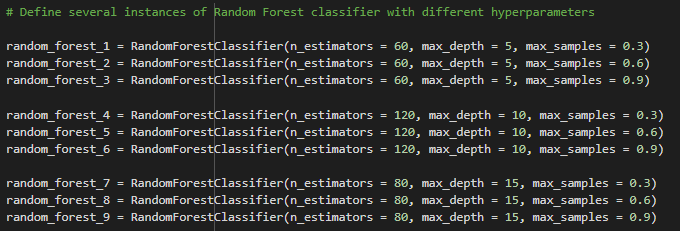 # Define several instances of Random Forest classifier with different hyperparameters
random_forest_1 = RandomForestClassifier(n_estimators = 60, max_depth = 5, max_samples = 0.3)
random_forest_2 = RandomForestClassifier(n_estimators = 60, max_depth = 5, max_samples = 0.6)
random_forest_3 = RandomForestClassifier(n_estimators = 60, max_depth = 5, max_samples = 0.9)
random_forest_4 = RandomForestClassifier(n_estimators = 120, max_depth = 10, max_samples = 0.3)
random_forest_5 = RandomForestClassifier(n_estimators = 120, max_depth = 10, max_samples = 0.6)
random_forest_6 = RandomForestClassifier(n_estimators = 120, max_depth = 10, max_samples = 0.9)
random_forest_7 = RandomForestClassifier(n_estimators = 80, max_depth = 15, max_samples = 0.3)
random_forest_8 = RandomForestClassifier(n_estimators = 80, max_depth = 15, max_samples = 0.6)
random_forest_9 = RandomForestClassifier(n_estimators = 80, max_depth = 15, max_samples = 0.9)